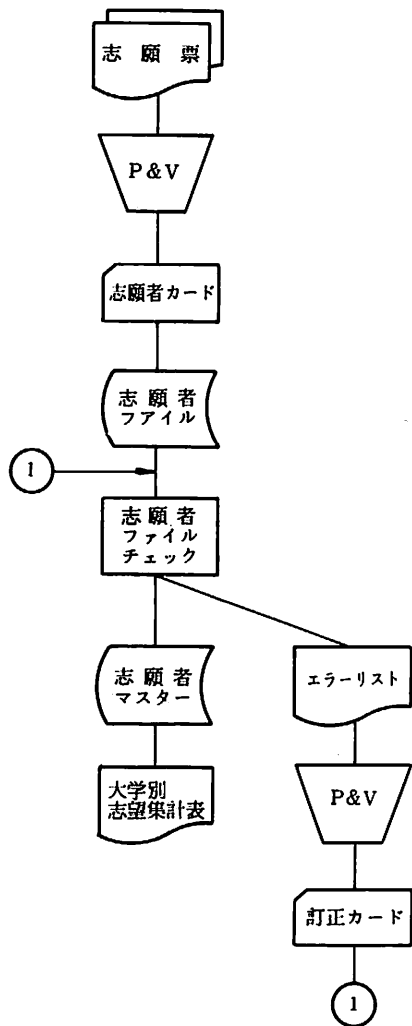 志願票
P&V
志願者カード
志願者
フアイル
1
志願者
ファイル
チェック
志願者
マスター
大学別
志望集計表
エラーリスト
P&V
訂正カード
1